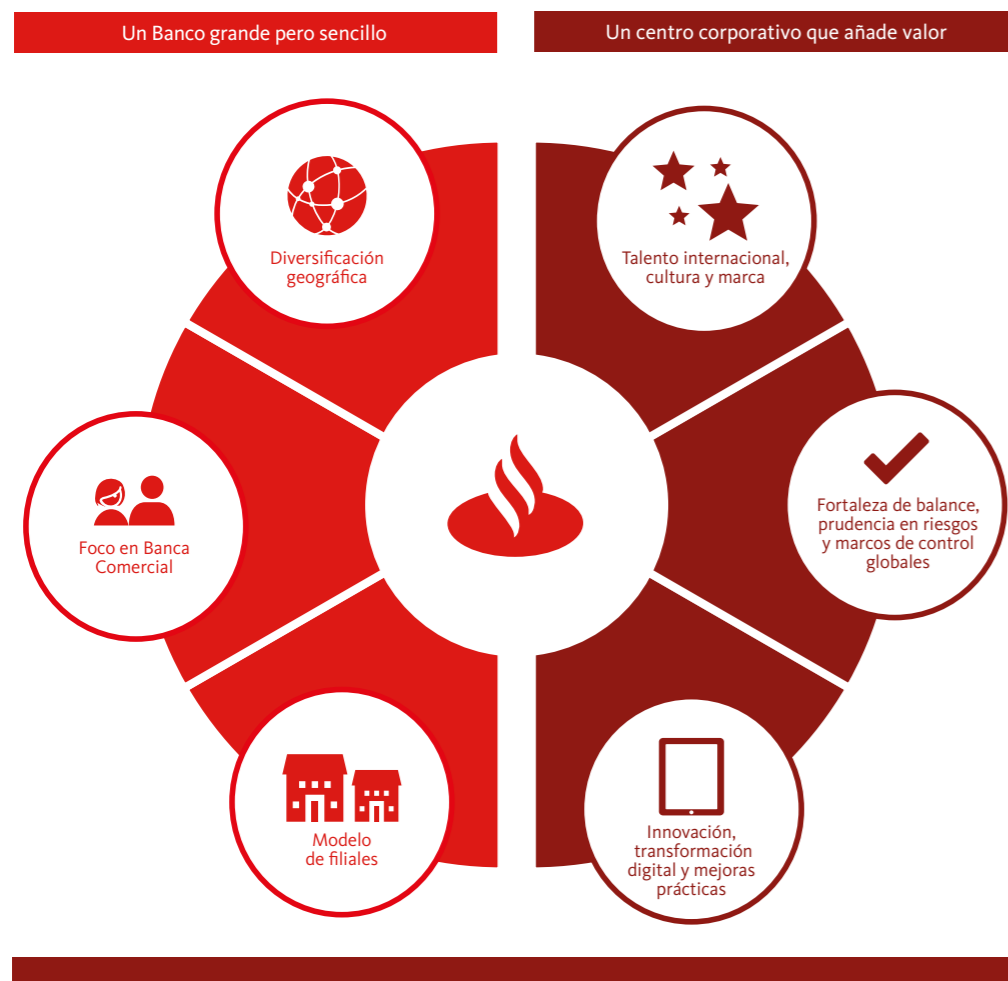 Un Banco grande pero sencillo
Un centro corporativo que añade valor
Diversificación
geográfica
Foco en Banca
Comercial
Modelo
de filiales
Talento internacional,
cultura y marca
Fortaleza de balance,
prudencia en riesgos
y marcos de control
globales
Innovación,
transformación
digital y mejoras
prácticas